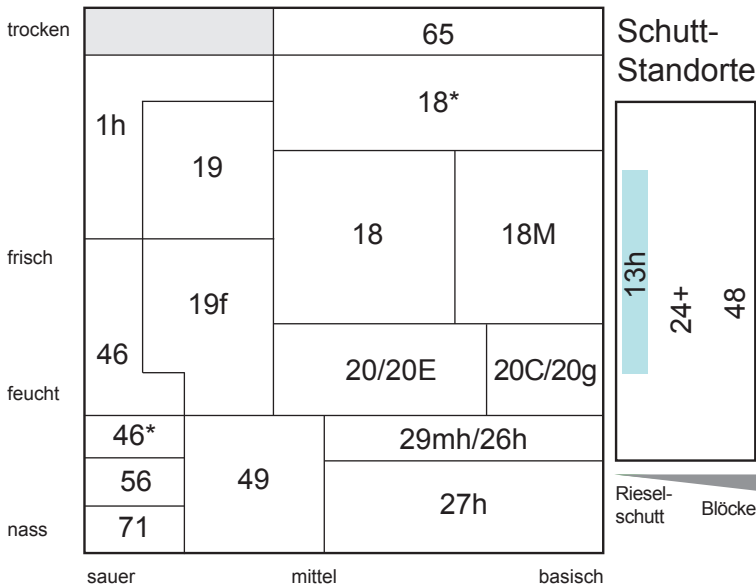 trocken
65
Schutt-
Standorte
18*
1h
19
18
18M
frisch
13h
19f
24+
48
46
20/20E
20C/20g
feucht
46*
29mh/26h
56
49
27h
Riesel-
schutt
Blöcke
nass
71
sauer
mittel
basisch